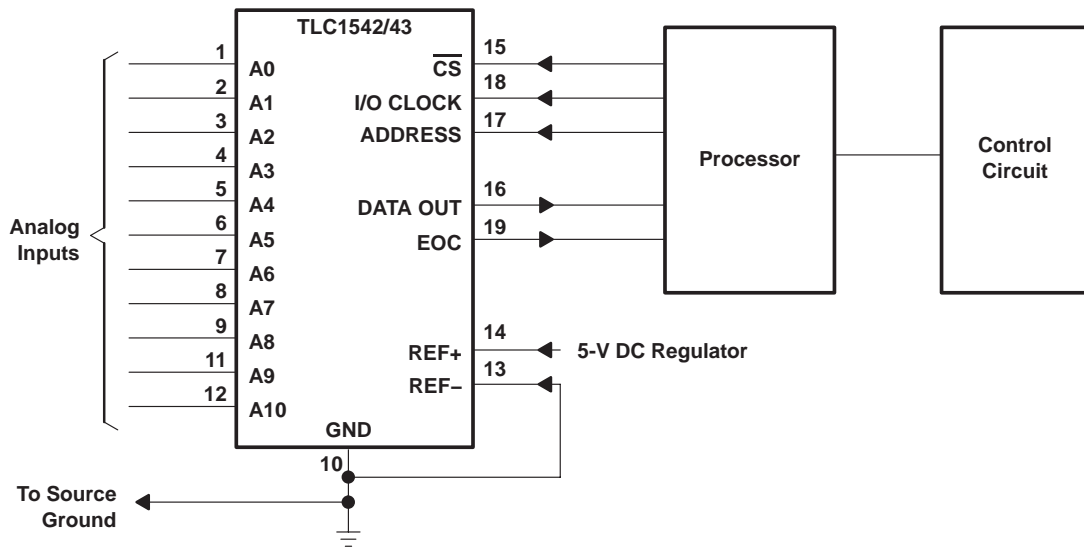 TLC1542/43
Analog
Inputs
1
A0
2
A1
3
A2
4
A3
5
A4
6
A5
7
A6
8
A7
9
A8
11
A9
12
A10
15
CS
18
I/O CLOCK
17
ADDRESS
16
DATA OUT
19
EOC
14
REF+
5-V DC Regulator
13
REF–
GND
10
To Source
Ground
Processor
Control
Circuit